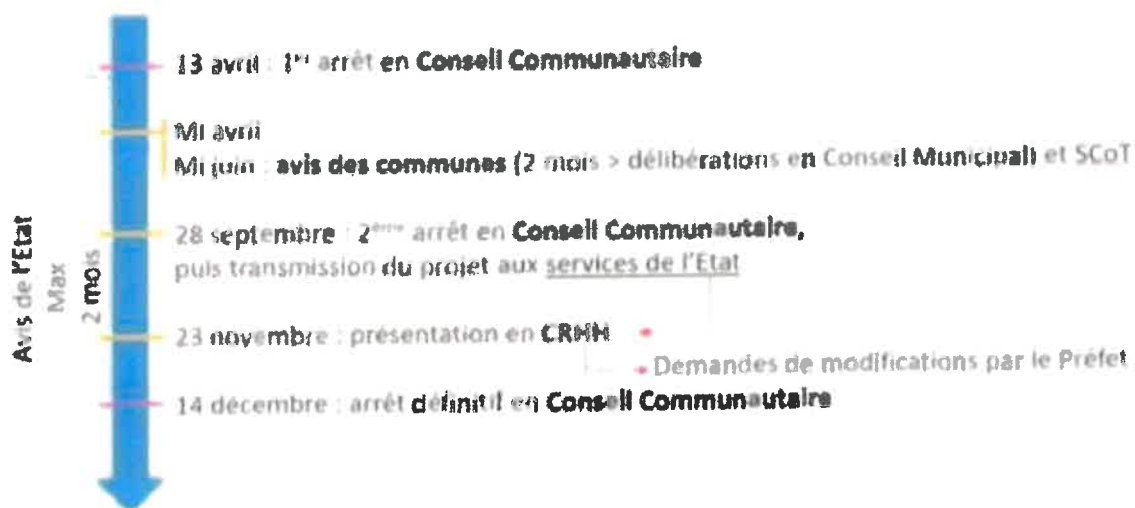 13 avril : 1er arrêt en Conseil Communautaire
Mi avril
Mi juin : avis des communes (2 mois > délibérations en Conseil Municipal) et SCoT
28 septembre : 2ème arrêt en Conseil Communautaire,
puis transmission du projet aux services de l'Etat
Avis de l'Etat
Max
2 mois
23 novembre : présentation en CRHH
Demandes de modifications par le Préfet
14 décembre : arrêt définitif en Conseil Communautaire